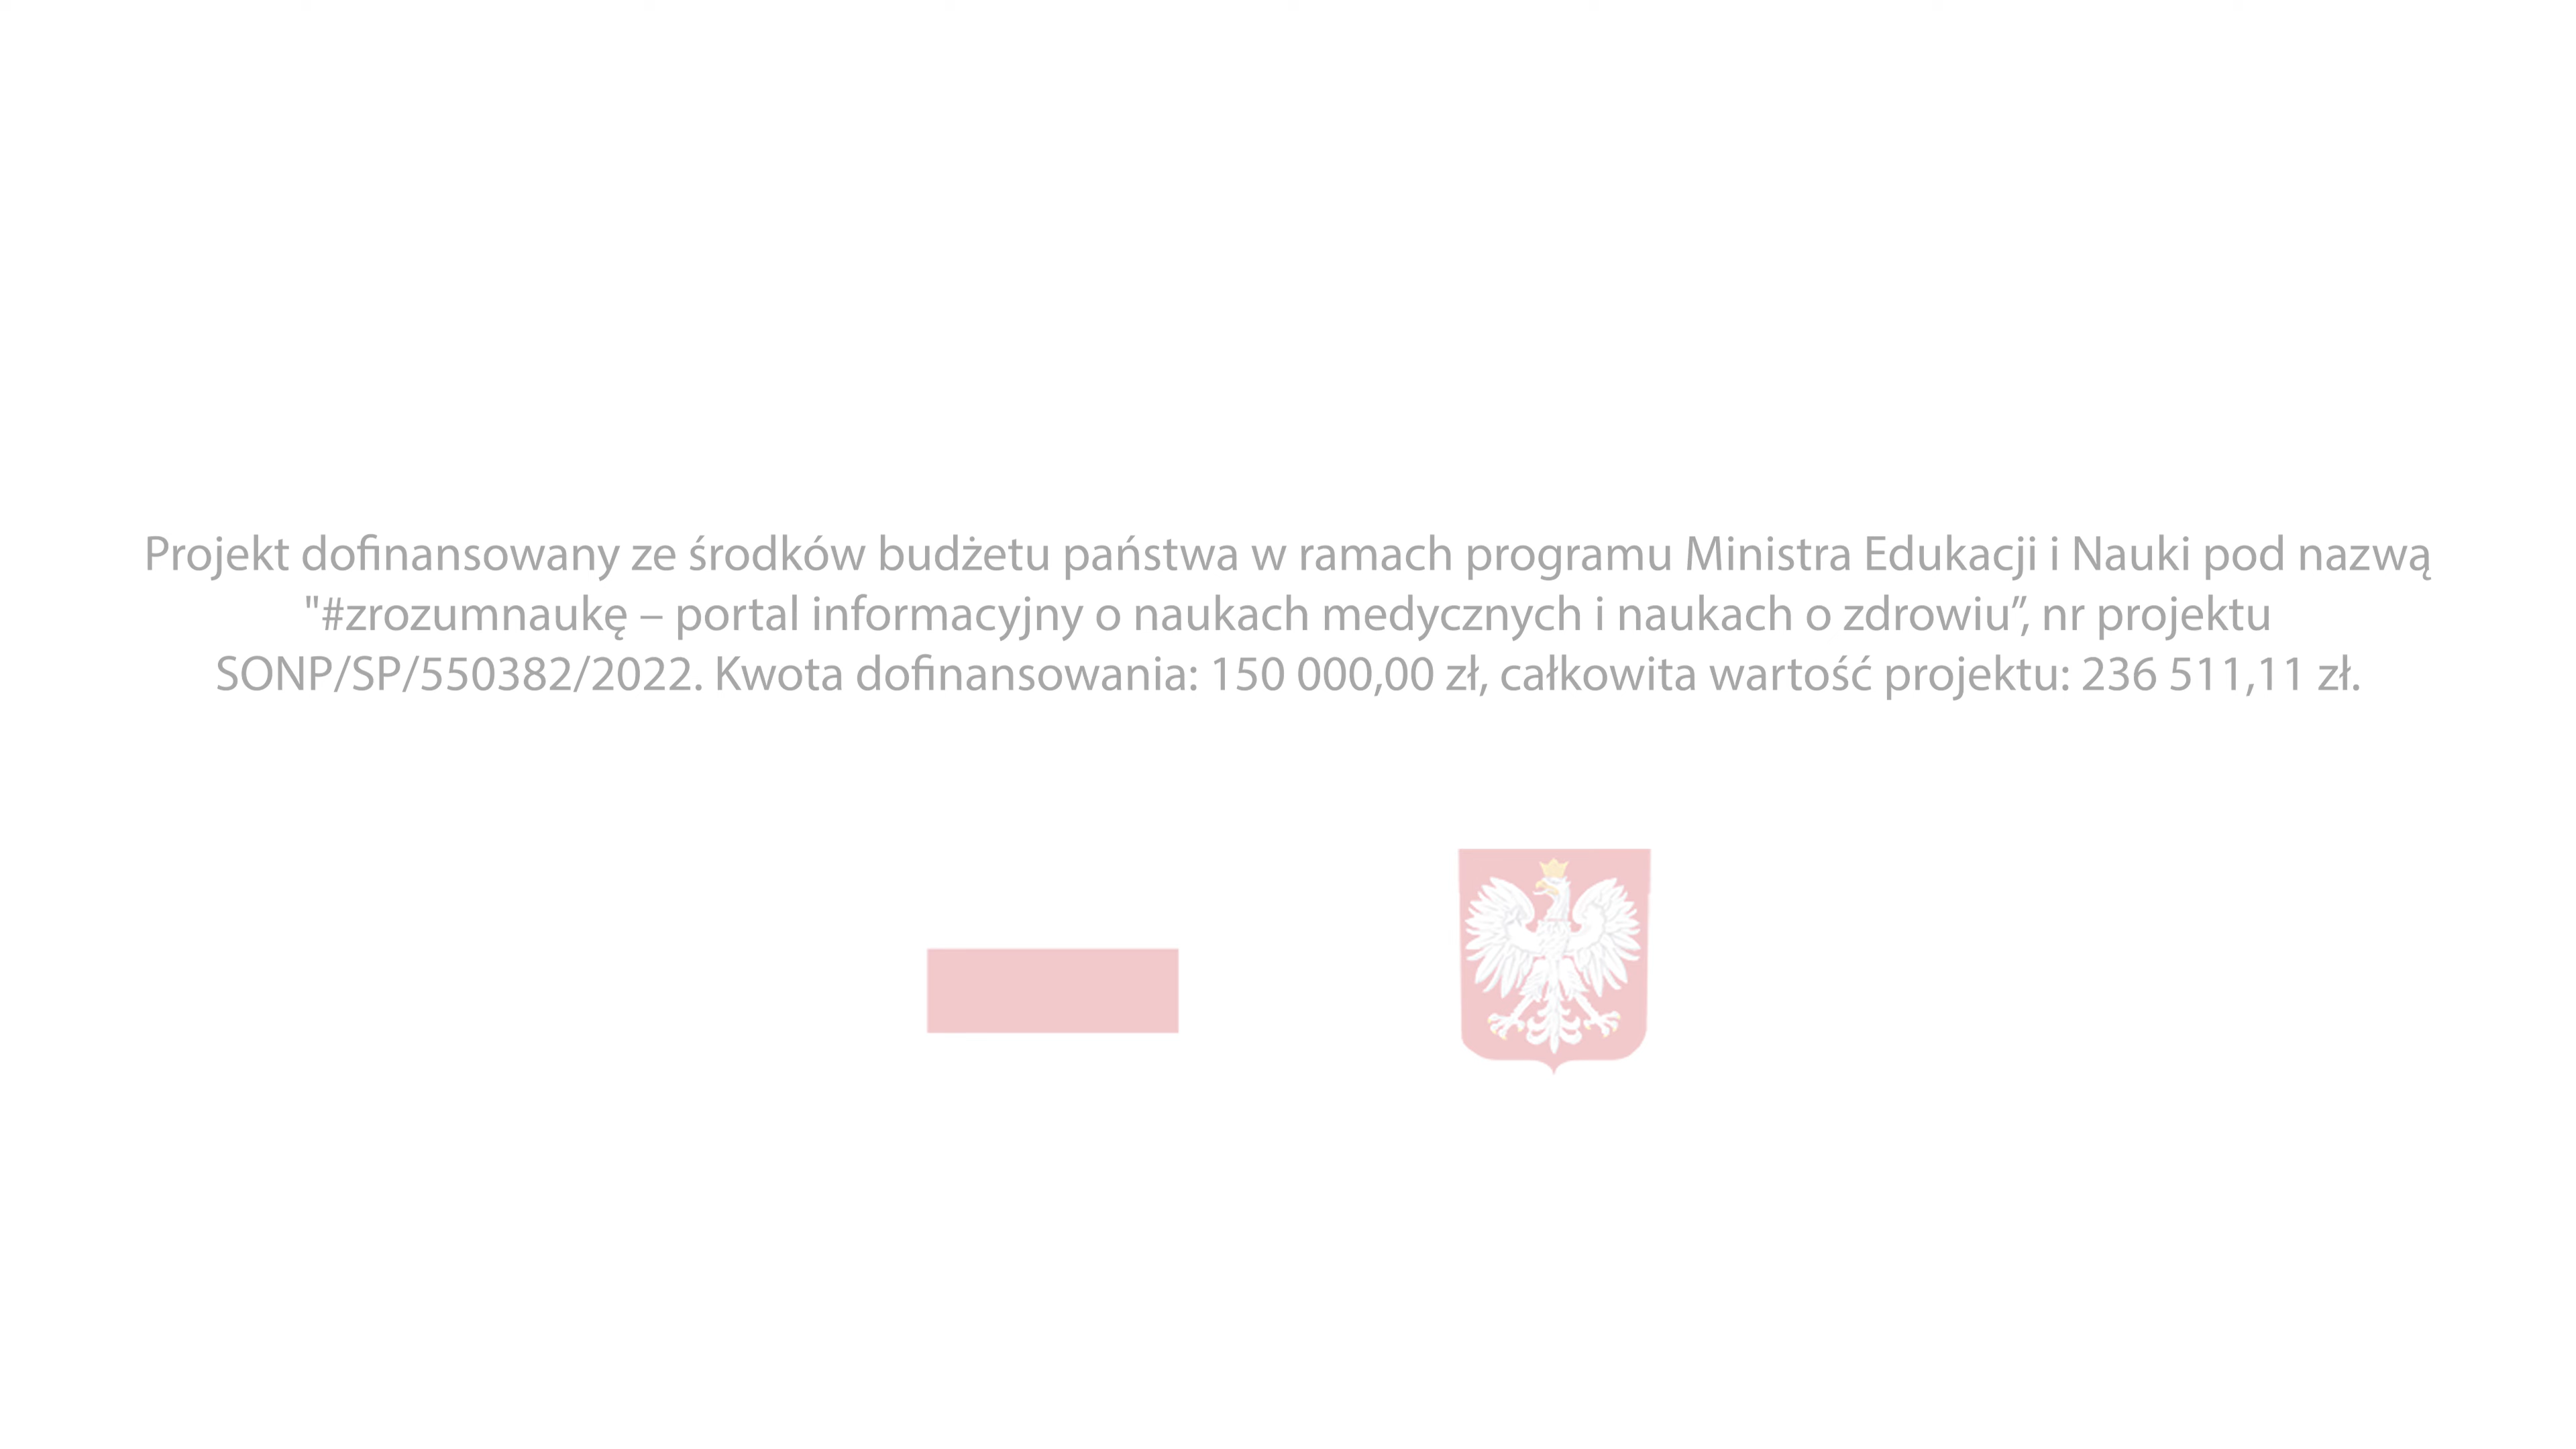 Projekt dofinansowany ze środków budżetu państwa w ramach programu Ministra Edukacji i Nauki pod nazwą
"#zrozumnaukę – portal informacyjny o naukach medycznych i naukach o zdrowiu”, nr projektu
SONP/SP/550382/2022. Kwota dofinansowania: 150 000,00 zł, całkowita wartość projektu: 236 511,11 zł.